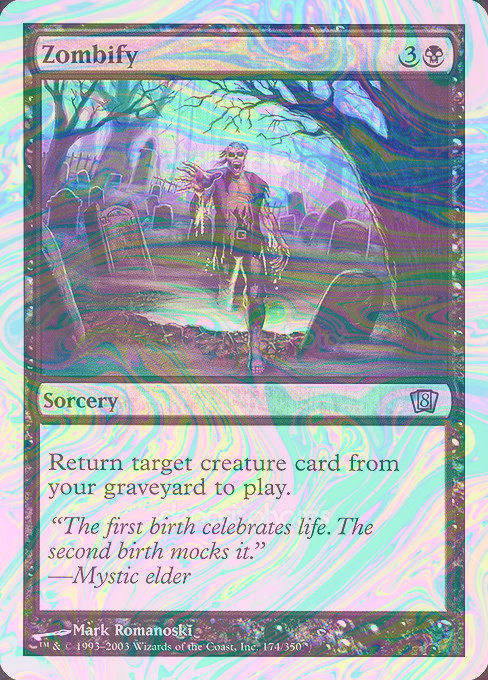 Zombify 3
Sorcery 8
Return target creature card from
your graveyard to play.
“The first birth celebrates life. The
second birth mocks it.”
—Mystic elder
Mark Romanoski
™ & © 1993–2003 Wizards of the Coast, Inc. 174/350